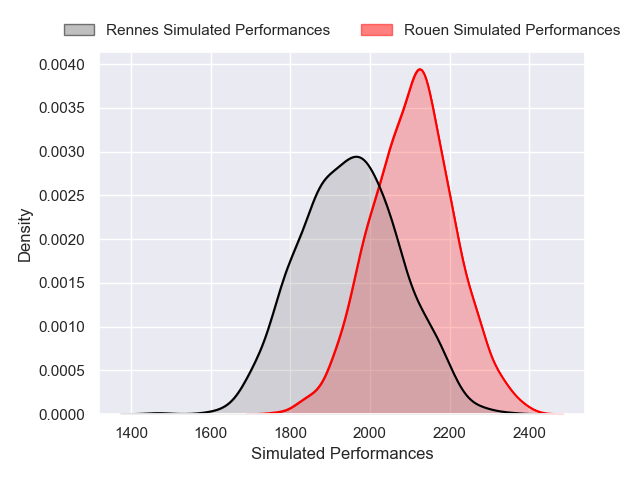 Rennes Simulated Performances Rouen Simulated Performances
0.0040
0.0035
0.0030
0.0025
0.0020
0.0015
0.0010
0.0005
0.0000
Density
1400 1600 1800 2000 2200 2400
Simulated Performances